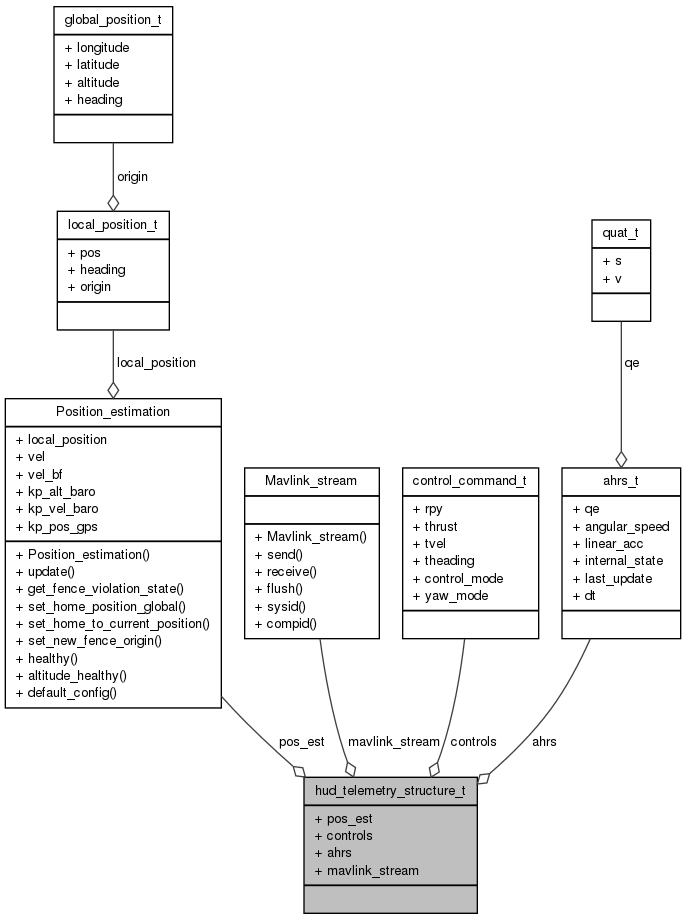 global_position_t
+ longitude
+ latitude
+ altitude
+ heading
origin
local_position_t
+ pos
+ heading
+ origin
local_position
quat_t
+ s
+ v
qe
Position_estimation
+ local_position
+ vel
+ vel_bf
+ kp_alt_baro
+ kp_vel_baro
+ kp_pos_gps
+ Position_estimation()
+ update()
+ get_fence_violation_state()
+ set_home_position_global()
+ set_home_to_current_position()
+ set_new_fence_origin()
+ healthy()
+ altitude_healthy()
+ default_config()
Mavlink_stream
+ Mavlink_stream()
+ send()
+ receive()
+ flush()
+ sysid()
+ compid()
control_command_t
+ rpy
+ thrust
+ tvel
+ theading
+ control_mode
+ yaw_mode
ahrs_t
+ qe
+ angular_speed
+ linear_acc
+ internal_state
+ last_update
+ dt
pos_est
mavlink_stream
controls
ahrs
hud_telemetry_structure_t
+ pos_est
+ controls
+ ahrs
+ mavlink_stream